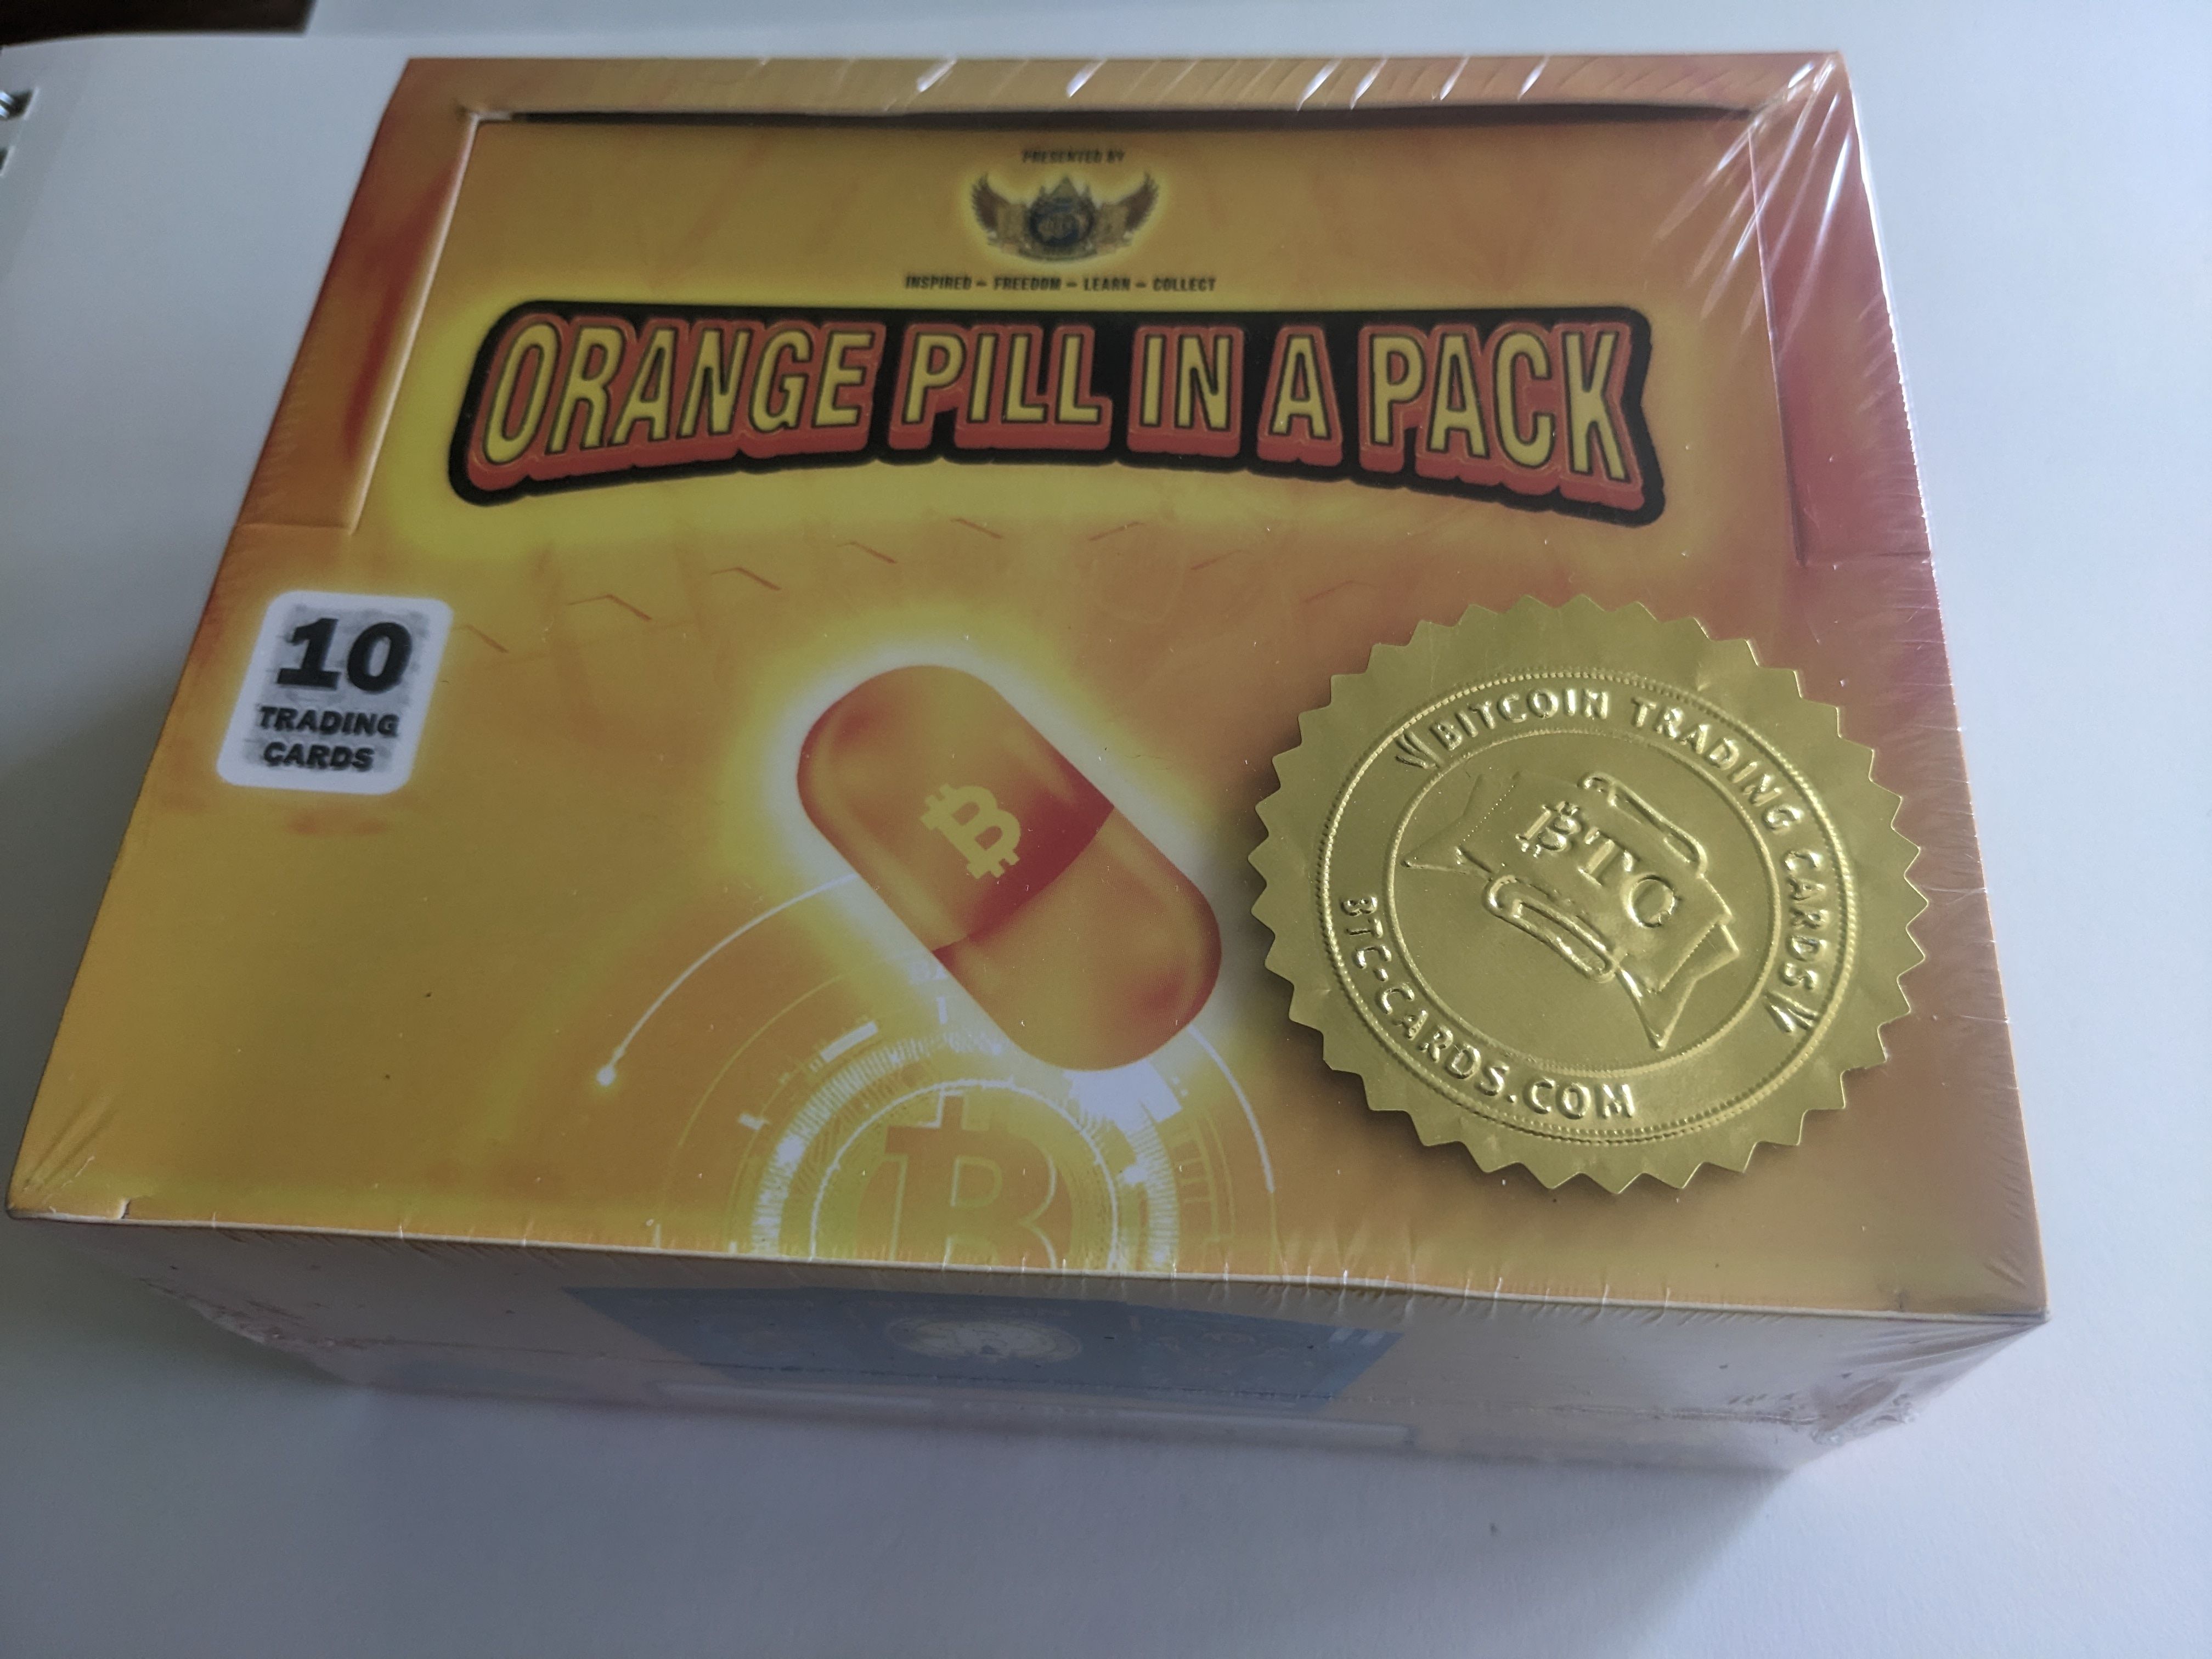 PRESENTED BY
INSPIRED - FREEDOM - LEARN - COLLECT
ORANGE PILL IN A PACK
10
TRADING
CARDS
BITCOIN TRADING CARDS
₿TC
BTC-CARDS.COM